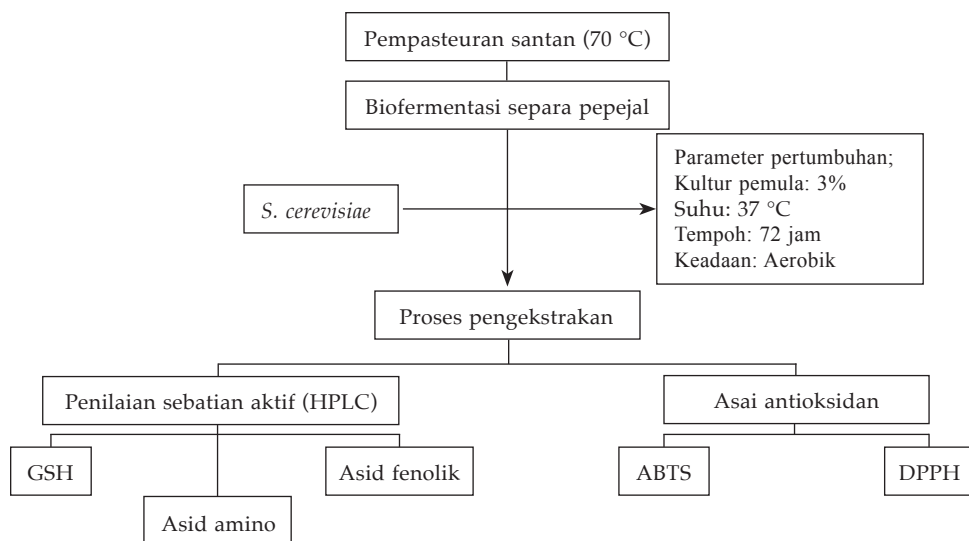 Pempasteuran santan (70 °C)
Biofermentasi separa pepejal
Parameter pertumbuhan;
Kultur pemula: 3%
Suhu: 37 °C
Tempoh: 72 jam
Keadaan: Aerobik
S. cerevisiae
Proses pengekstrakan
Penilaian sebatian aktif (HPLC)
Asai antioksidan
GSH
Asid amino
Asid fenolik
ABTS
DPPH